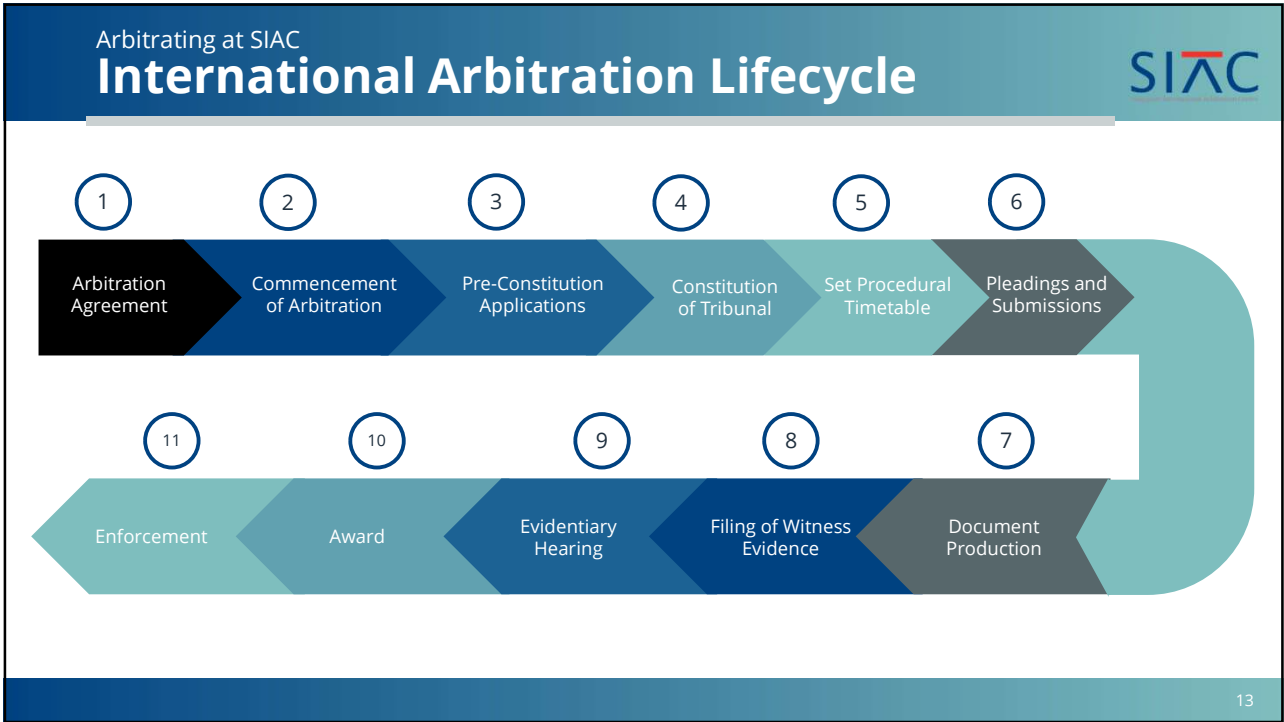 Arbitrating at SIAC
International Arbitration Lifecycle
SIAC
1
2
3
4
5
6
Arbitration
Agreement
Commencement
of Arbitration
Pre-Constitution
Applications
Constitution
of Tribunal
Set Procedural
Timetable
Pleadings and
Submissions
7
8
9
10
11
Document
Production
Filing of Witness
Evidence
Evidentiary
Hearing
Award
Enforcement
13